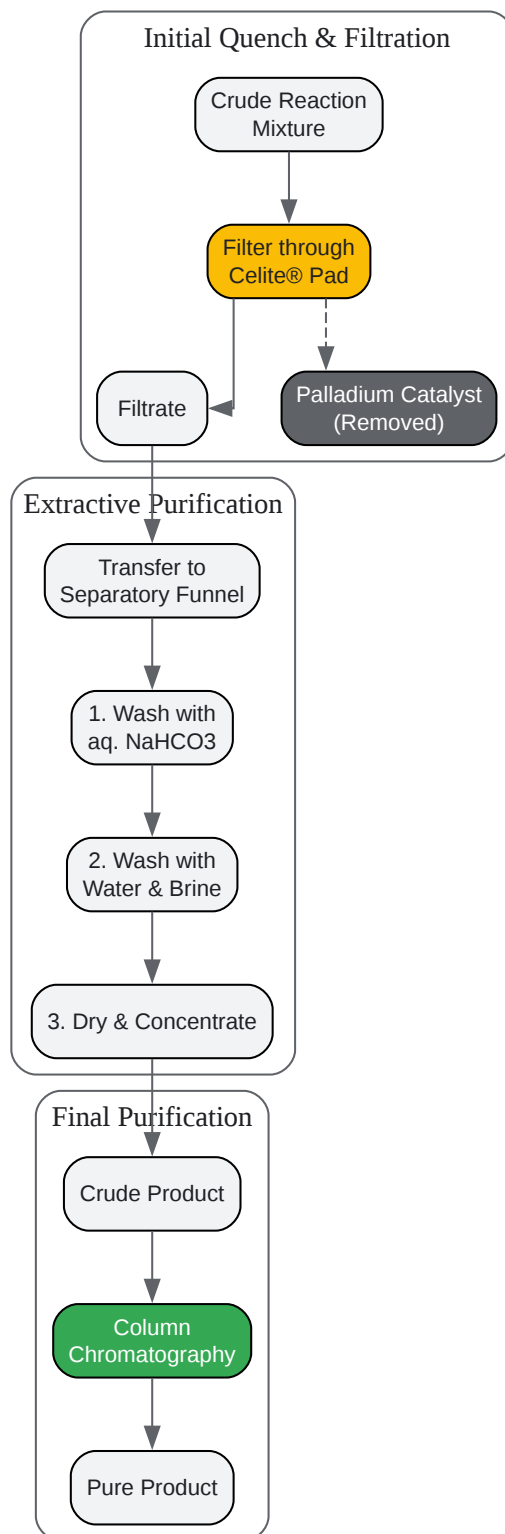 Initial Quench & Filtration
Crude Reaction
Mixture
Filter through
Celite® Pad
Filtrate
Palladium Catalyst
(Removed)
Extractive Purification
Transfer to
Separatory Funnel
1. Wash with
aq. NaHCO3
2. Wash with
Water & Brine
3. Dry & Concentrate
Final Purification
Crude Product
Column
Chromatography
Pure Product